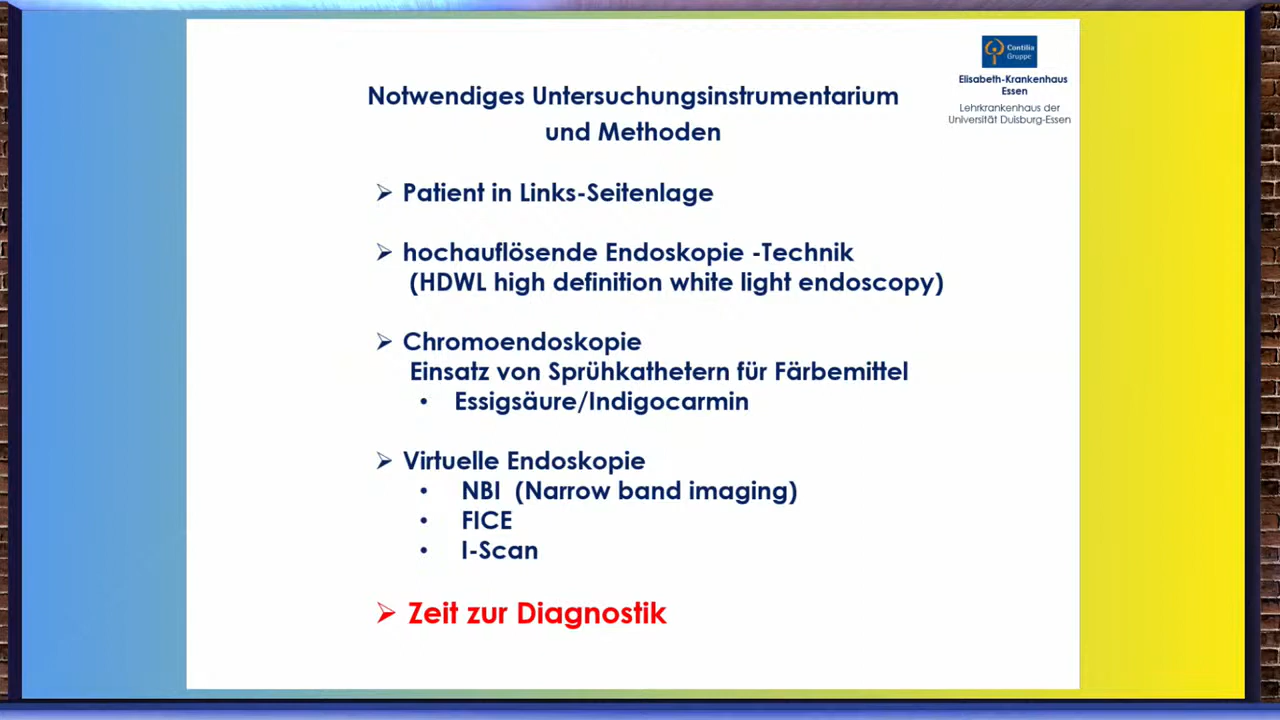 Contilia
Gruppe
Elisabeth-Krankenhaus
Essen
Lehrkrankenhaus der
Universität Duisburg-Essen
Notwendiges Untersuchungsinstrumentarium
und Methoden
➢ Patient in Links-Seitenlage
➢ hochauflösende Endoskopie -Technik
(HDWL high definition white light endoscopy)
➢ Chromoendoskopie
Einsatz von Sprühkathetern für Färbemittel
• Essigsäure/Indigocarmin
➢ Virtuelle Endoskopie
• NBI (Narrow band imaging)
• FICE
• I-Scan
➢ Zeit zur Diagnostik